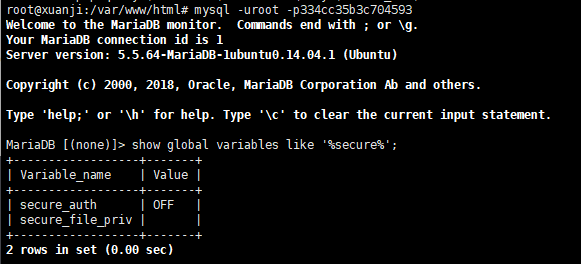 root@xuanji:/var/www/html# mysql -uroot -p334cc35b3c704593
Welcome to the MariaDB monitor.  Commands end with ; or \g.
Your MariaDB connection id is 1
Server version: 5.5.64-MariaDB-1ubuntu0.14.04.1 (Ubuntu)

Copyright (c) 2000, 2018, Oracle, MariaDB Corporation Ab and others.

Type 'help;' or '\h' for help. Type '\c' to clear the current input statement.

MariaDB [(none)]> show global variables like '%secure%';
+------------------+-------+
| Variable_name    | Value |
+------------------+-------+
| secure_auth      | OFF   |
| secure_file_priv |       |
+------------------+-------+
2 rows in set (0.00 sec)